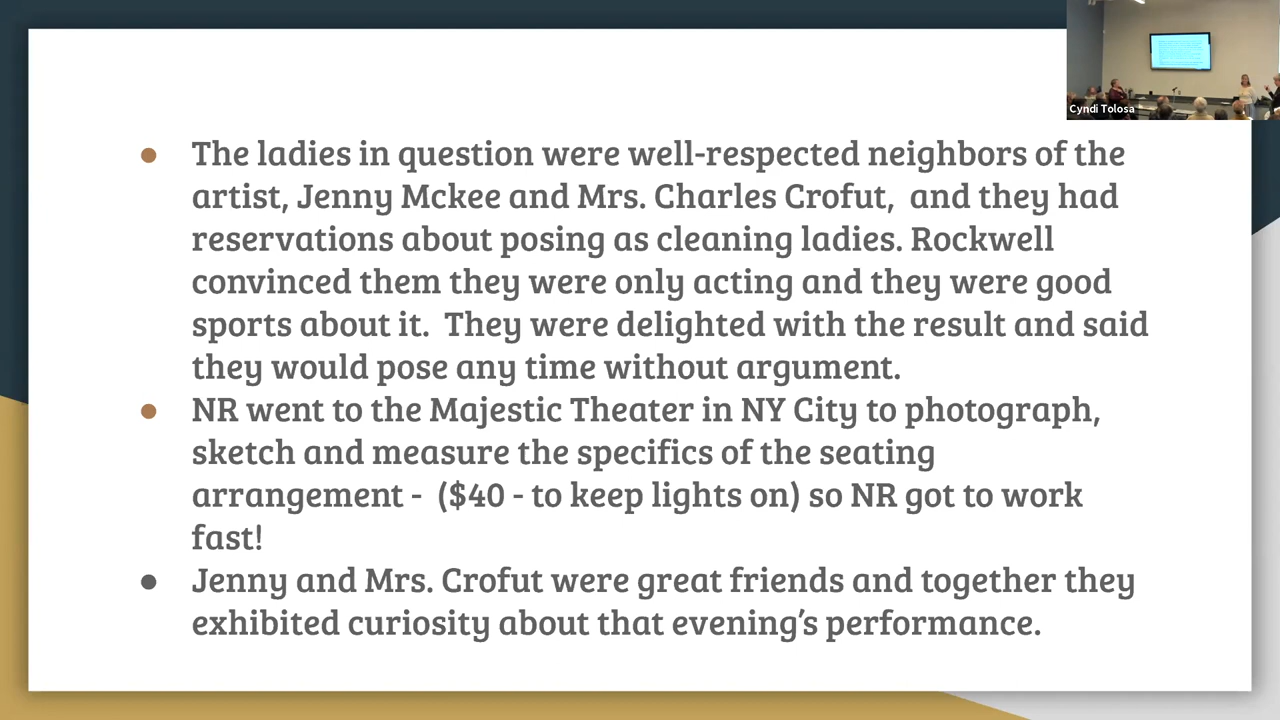 Cyndi Tolosa
The ladies in question were well-respected neighbors of the
artist, Jenny Mckee and Mrs. Charles Crofut,  and they had
reservations about posing as cleaning ladies. Rockwell
convinced them they were only acting and they were good
sports about it.  They were delighted with the result and said
they would pose any time without argument.
NR went to the Majestic Theater in NY City to photograph,
sketch and measure the specifics of the seating
arrangement -  ($40 - to keep lights on) so NR got to work
fast!
Jenny and Mrs. Crofut were great friends and together they
exhibited curiosity about that evening’s performance.